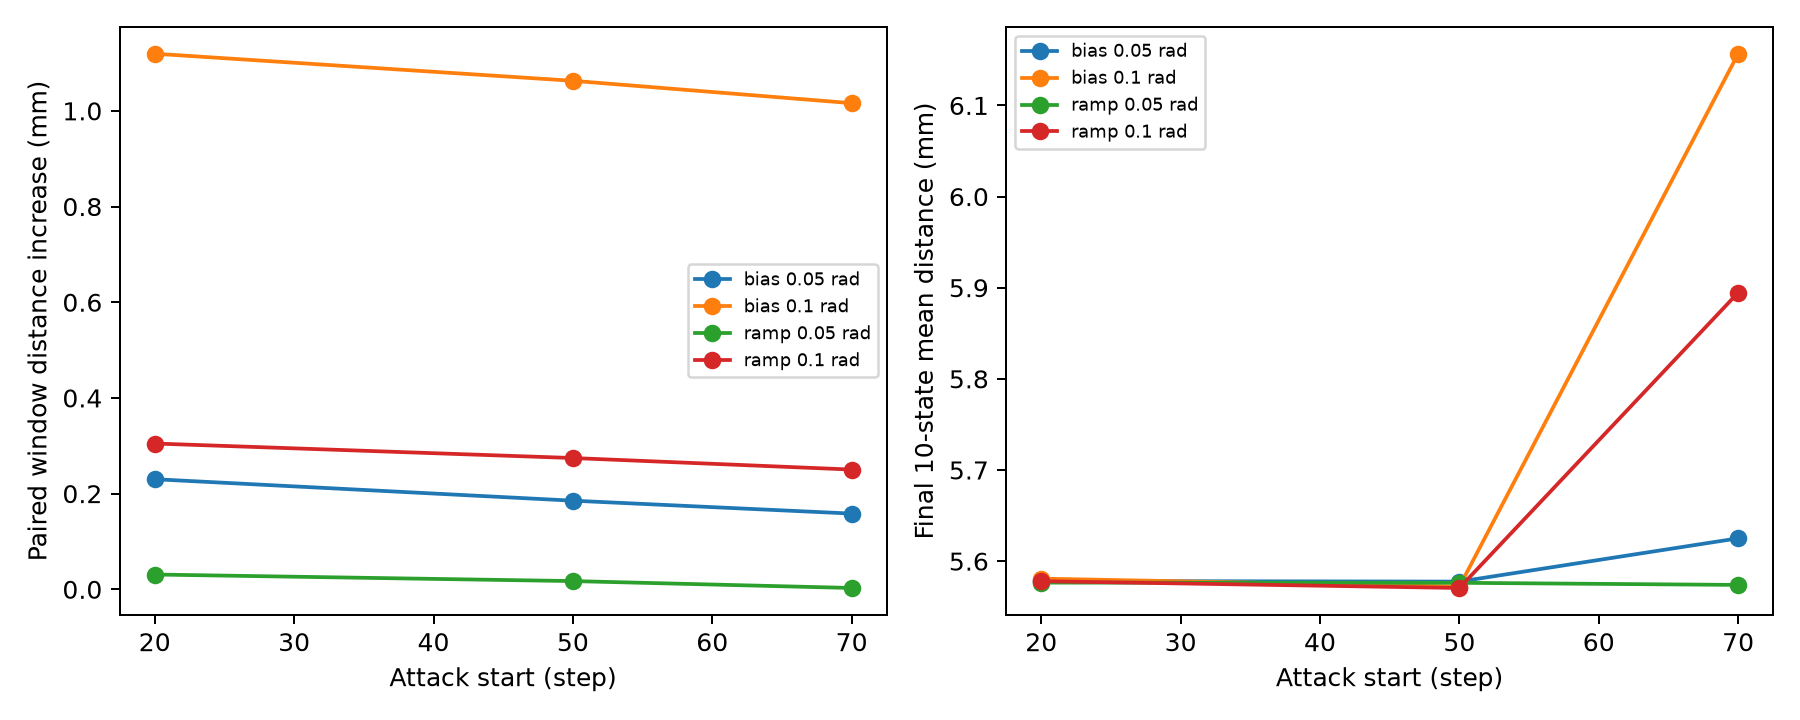 Paired window distance increase (mm)
1.0
0.8
0.6
0.4
0.2
0.0
bias 0.05 rad
bias 0.1 rad
ramp 0.05 rad
ramp 0.1 rad
20
30
40
50
60
70
Attack start (step)
Final 10-state mean distance (mm)
6.1
6.0
5.9
5.8
5.7
5.6
bias 0.05 rad
bias 0.1 rad
ramp 0.05 rad
ramp 0.1 rad
20
30
40
50
60
70
Attack start (step)